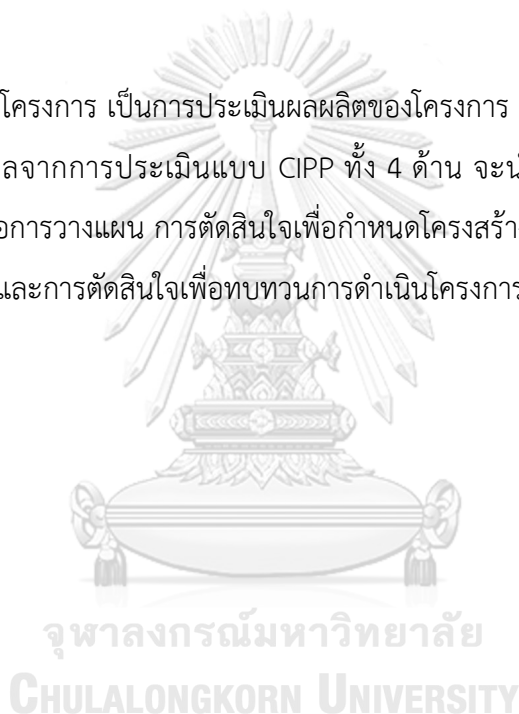 โครงการ เป็นการประเมินผลผลิตของโครงการ
ลจากการประเมินแบบ CIPP ทั้ง 4 ด้าน จะน
อการวางแผน การตัดสินใจเพื่อกำหนดโครงสร้า
และการตัดสินใจเพื่อทบทวนการดำเนินโครงการ
จุฬาลงกรณ์มหาวิทยาลัย
CHULALONGKORN UNIVERSITY